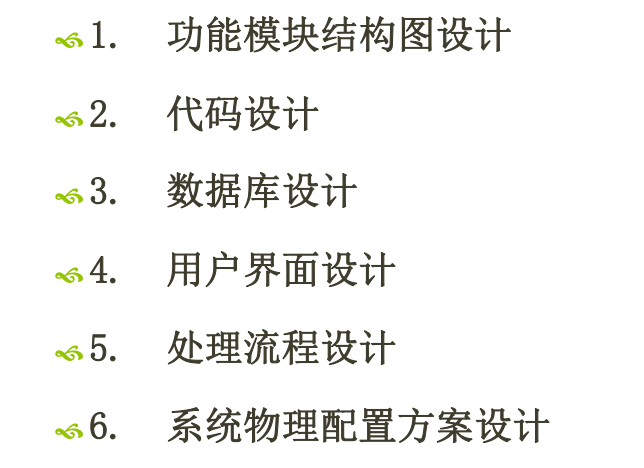 1. 功能模块结构图设计
2. 代码设计
3. 数据库设计
4. 用户界面设计
5. 处理流程设计
6. 系统物理配置方案设计